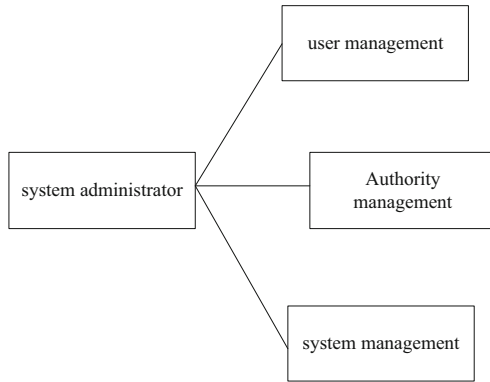 user management
system administrator
Authority
management
system management